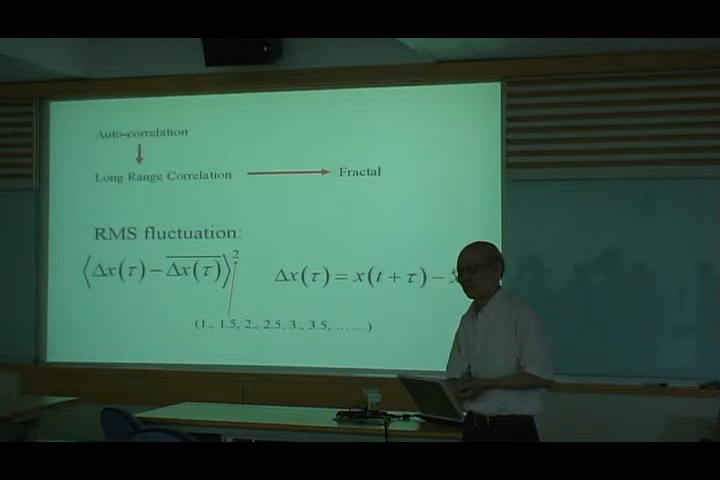 Auto-correlation
Long Range Correlation
Fractal
RMS fluctuation:
⟨Δx(τ) − \overline{Δx(τ)}⟩²
Δx(τ) = x(t + τ) −
(1., 1.5, 2., 2.5, 3., 3.5, ... ... )